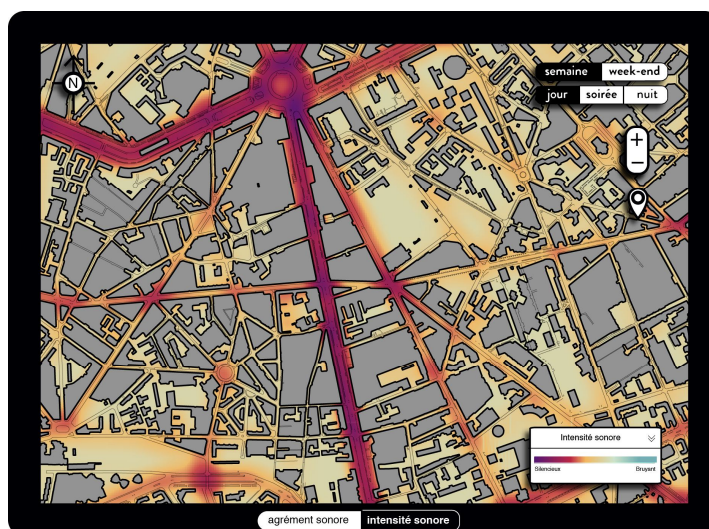 N
semaine week-end
jour soirée nuit
+
−
Intensité sonore
Silencieux Bruyant
agrément sonore intensité sonore